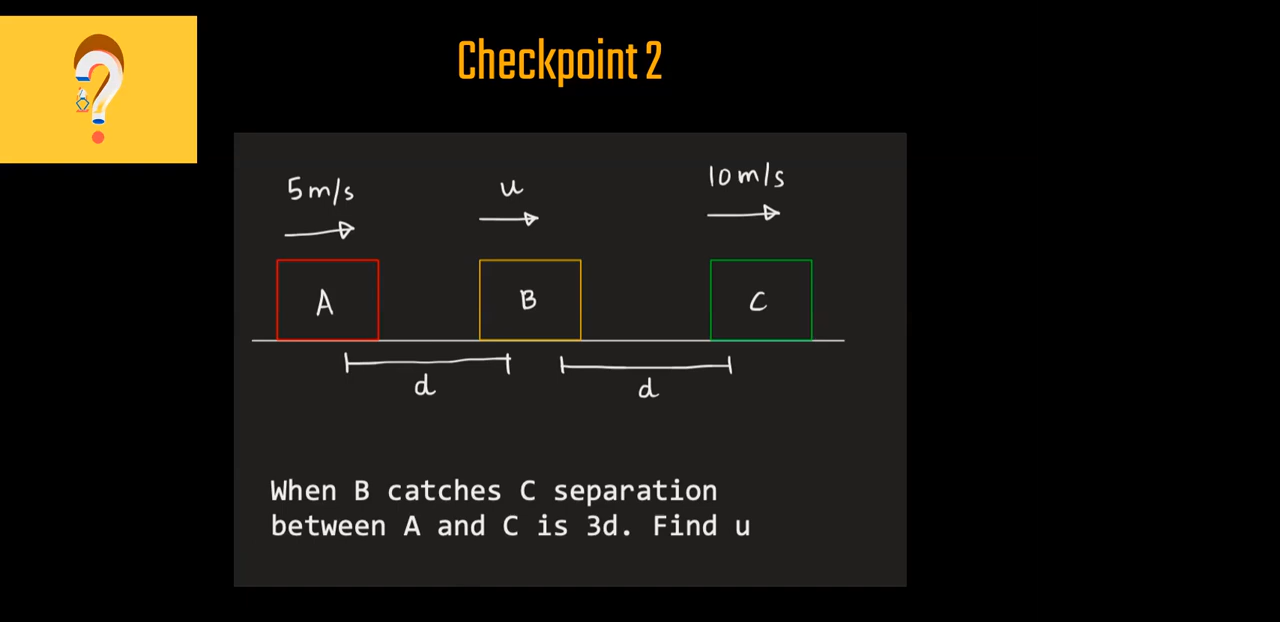 Checkpoint 2
5m/s
u
10m/s
A
B
C
d
d
When B catches C separation
between A and C is 3d. Find u